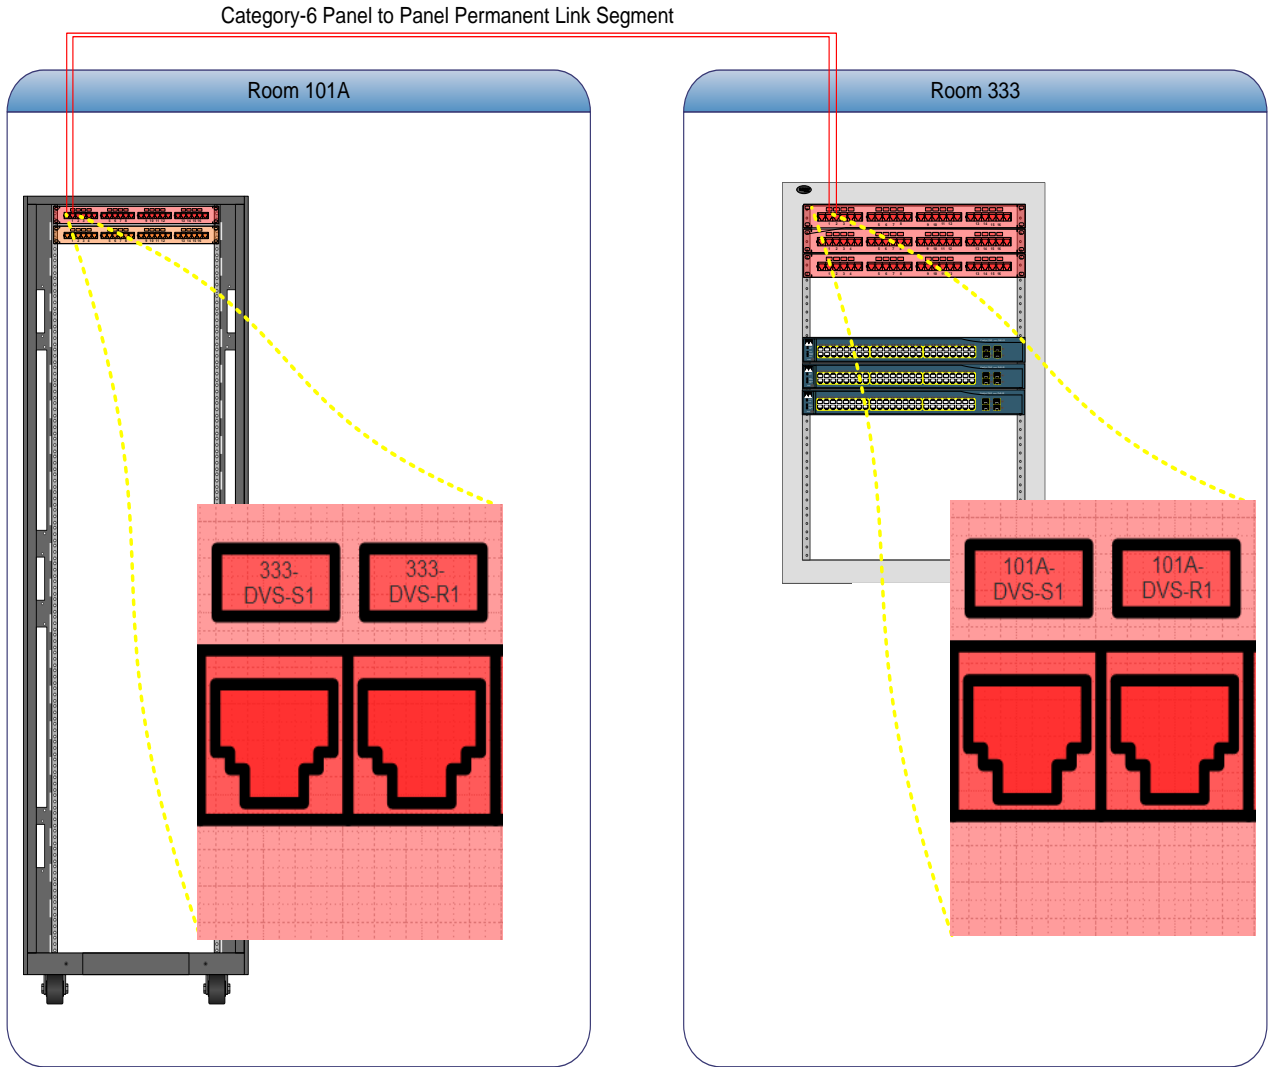 Category-6 Panel to Panel Permanent Link Segment
Room 101A
Room 333
333-
DVS-S1
333-
DVS-R1
101A-
DVS-S1
101A-
DVS-R1